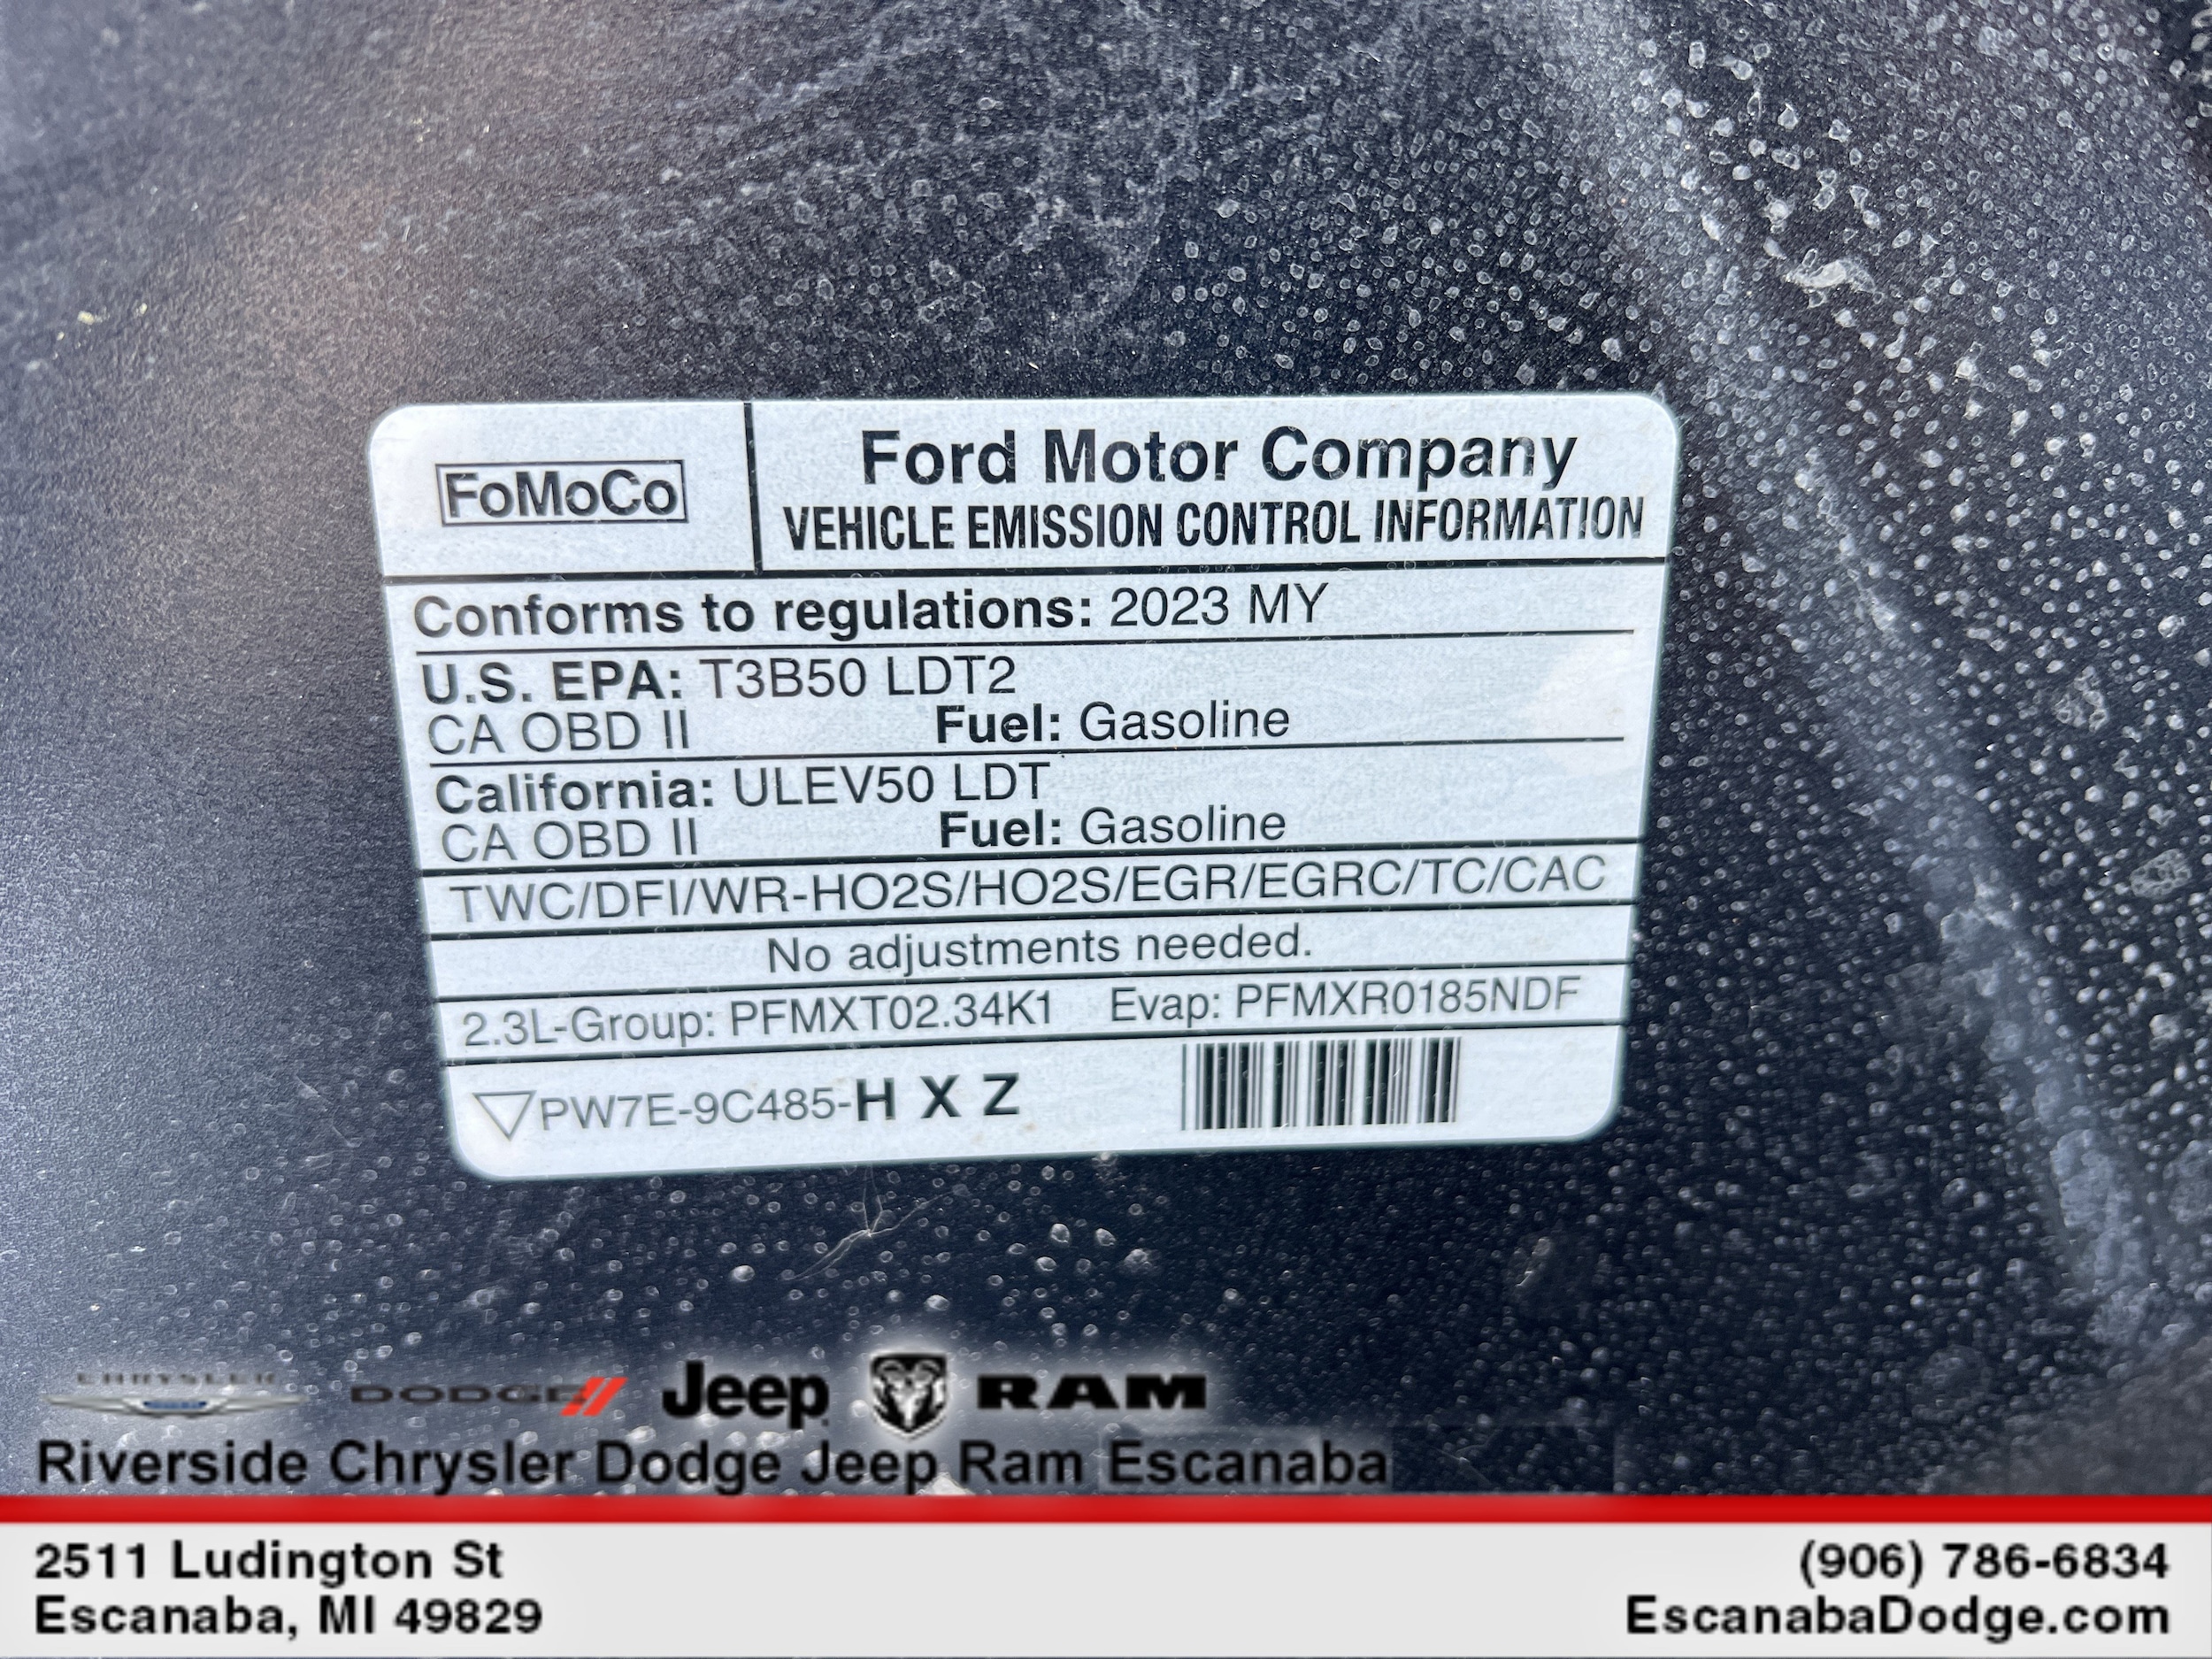 FoMoCo
Ford Motor Company
VEHICLE EMISSION CONTROL INFORMATION
Conforms to regulations: 2023 MY
U.S. EPA: T3B50 LDT2
CA OBD II Fuel: Gasoline
California: ULEV50 LDT
CA OBD II Fuel: Gasoline
TWC/DFI/WR-HO2S/HO2S/EGR/EGRC/TC/CAC
No adjustments needed.
2.3L-Group: PFMXT02.34K1 Evap: PFMXR0185NDF
PW7E-9C485-H X Z
CHRYSLER DODGE Jeep RAM
Riverside Chrysler Dodge Jeep Ram Escanaba
2511 Ludington St
Escanaba, MI 49829
(906) 786-6834
EscanabaDodge.com